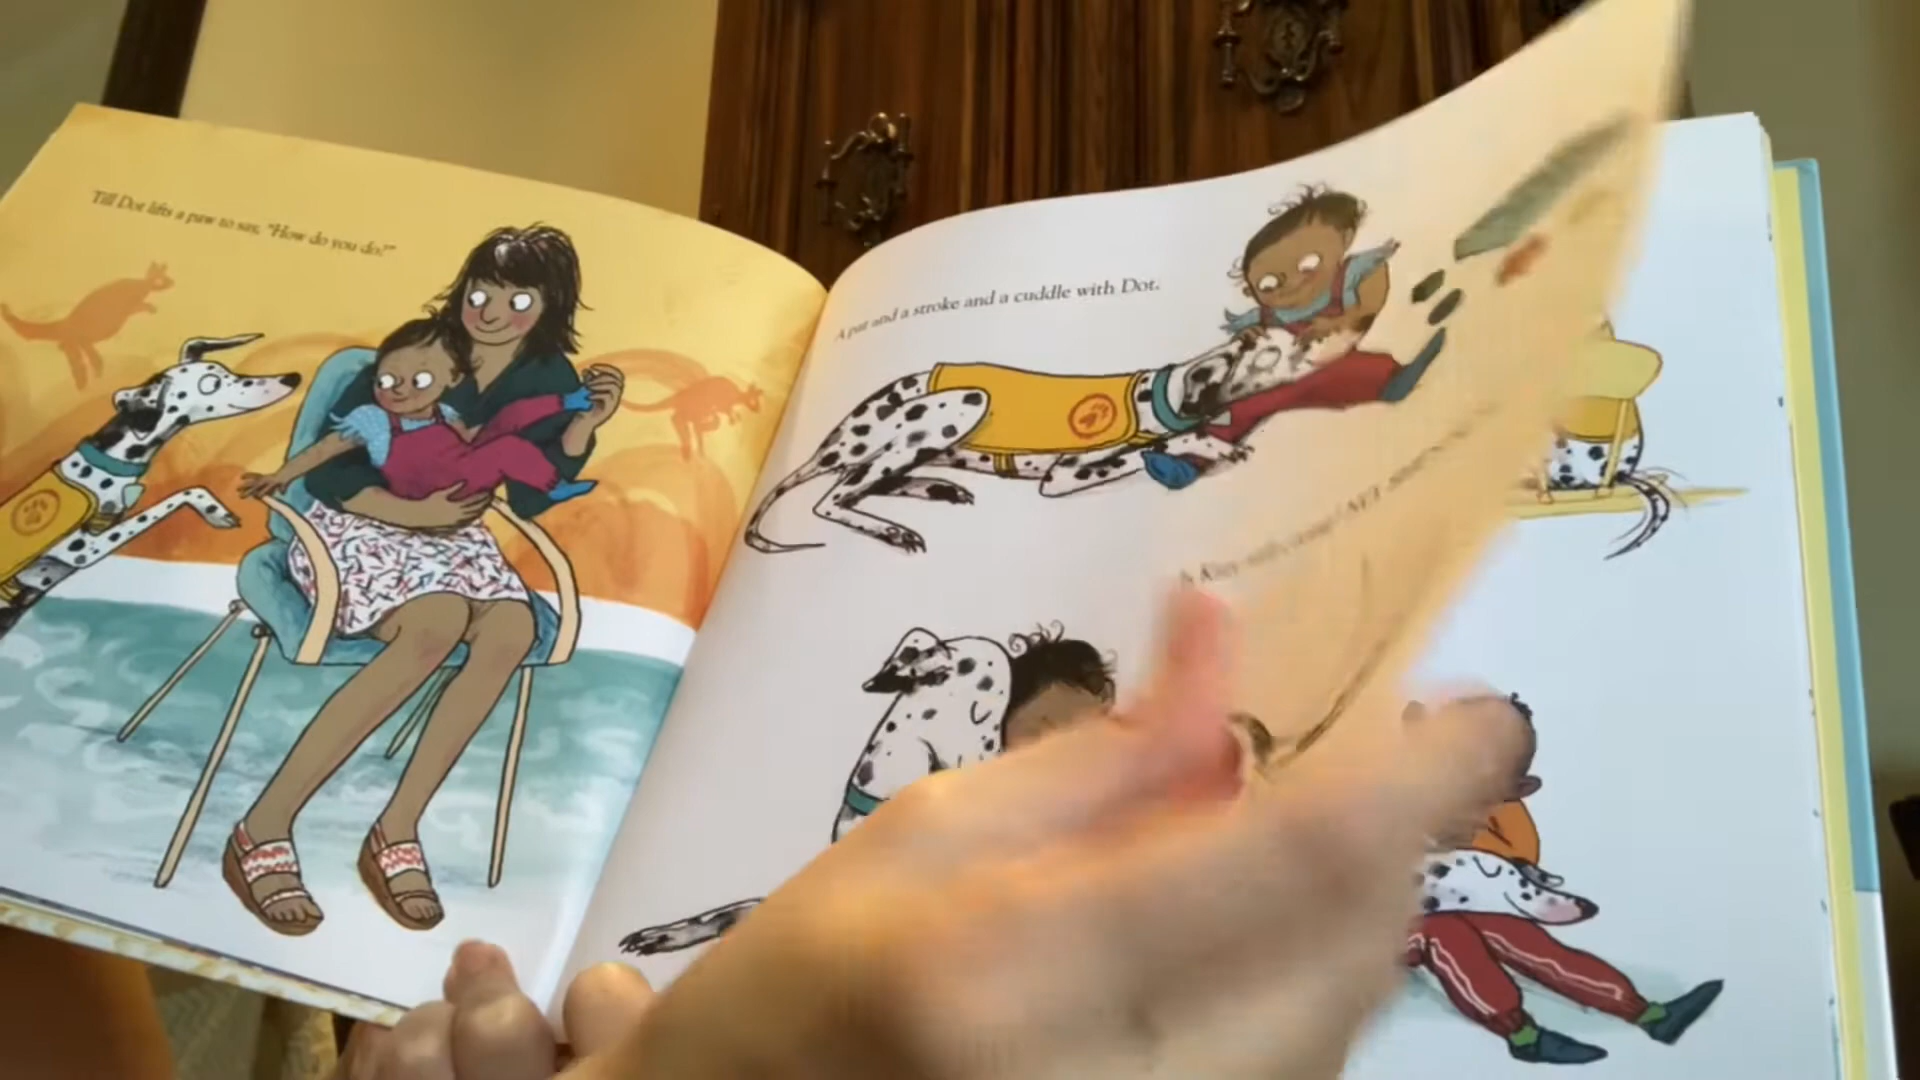 Till Dot lifts a paw to say, "How do you do?"
A pat and a stroke and a cuddle with Dot.